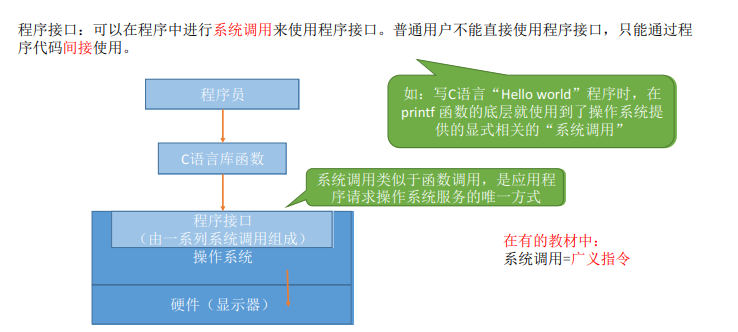 程序接口：可以在程序中进行系统调用来使用程序接口。普通用户不能直接使用程序接口，只能通过程
序代码间接使用。
程序员
如：写C语言“Hello world”程序时，在
printf 函数的底层就使用到了操作系统提
供的显式相关的“系统调用”
C语言库函数
系统调用类似于函数调用，是应用程
序请求操作系统服务的唯一方式
程序接口
（由一系列系统调用组成）
操作系统
在有的教材中：
系统调用=广义指令
硬件（显示器）